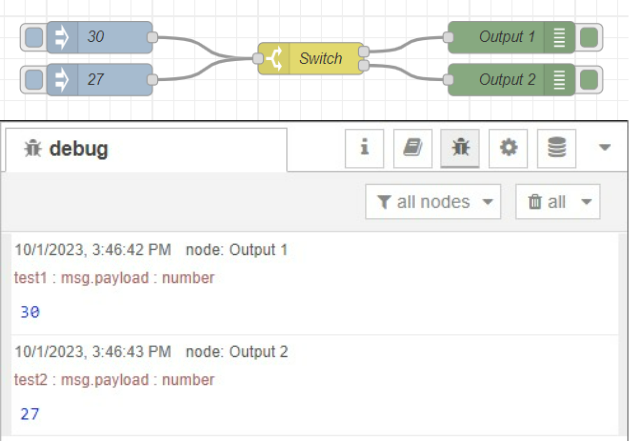 30
Output 1
Switch
27
Output 2
debug
i
all nodes
all
10/1/2023, 3:46:42 PM node: Output 1
test1 : msg.payload : number
30
10/1/2023, 3:46:43 PM node: Output 2
test2 : msg.payload : number
27